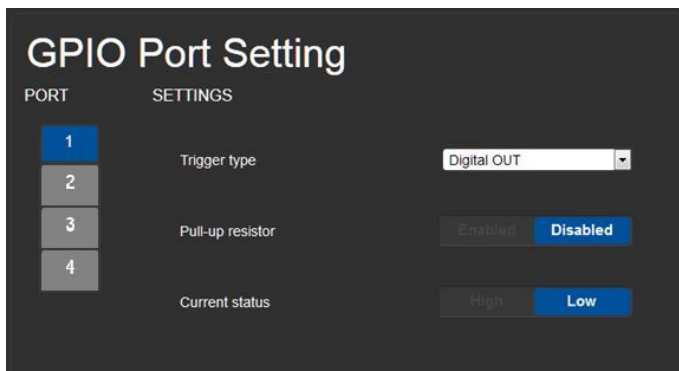 GPIO Port Setting
PORT SETTINGS
1
Trigger type Digital OUT
2
3
Pull-up resistor Enabled Disabled
4
Current status High Low